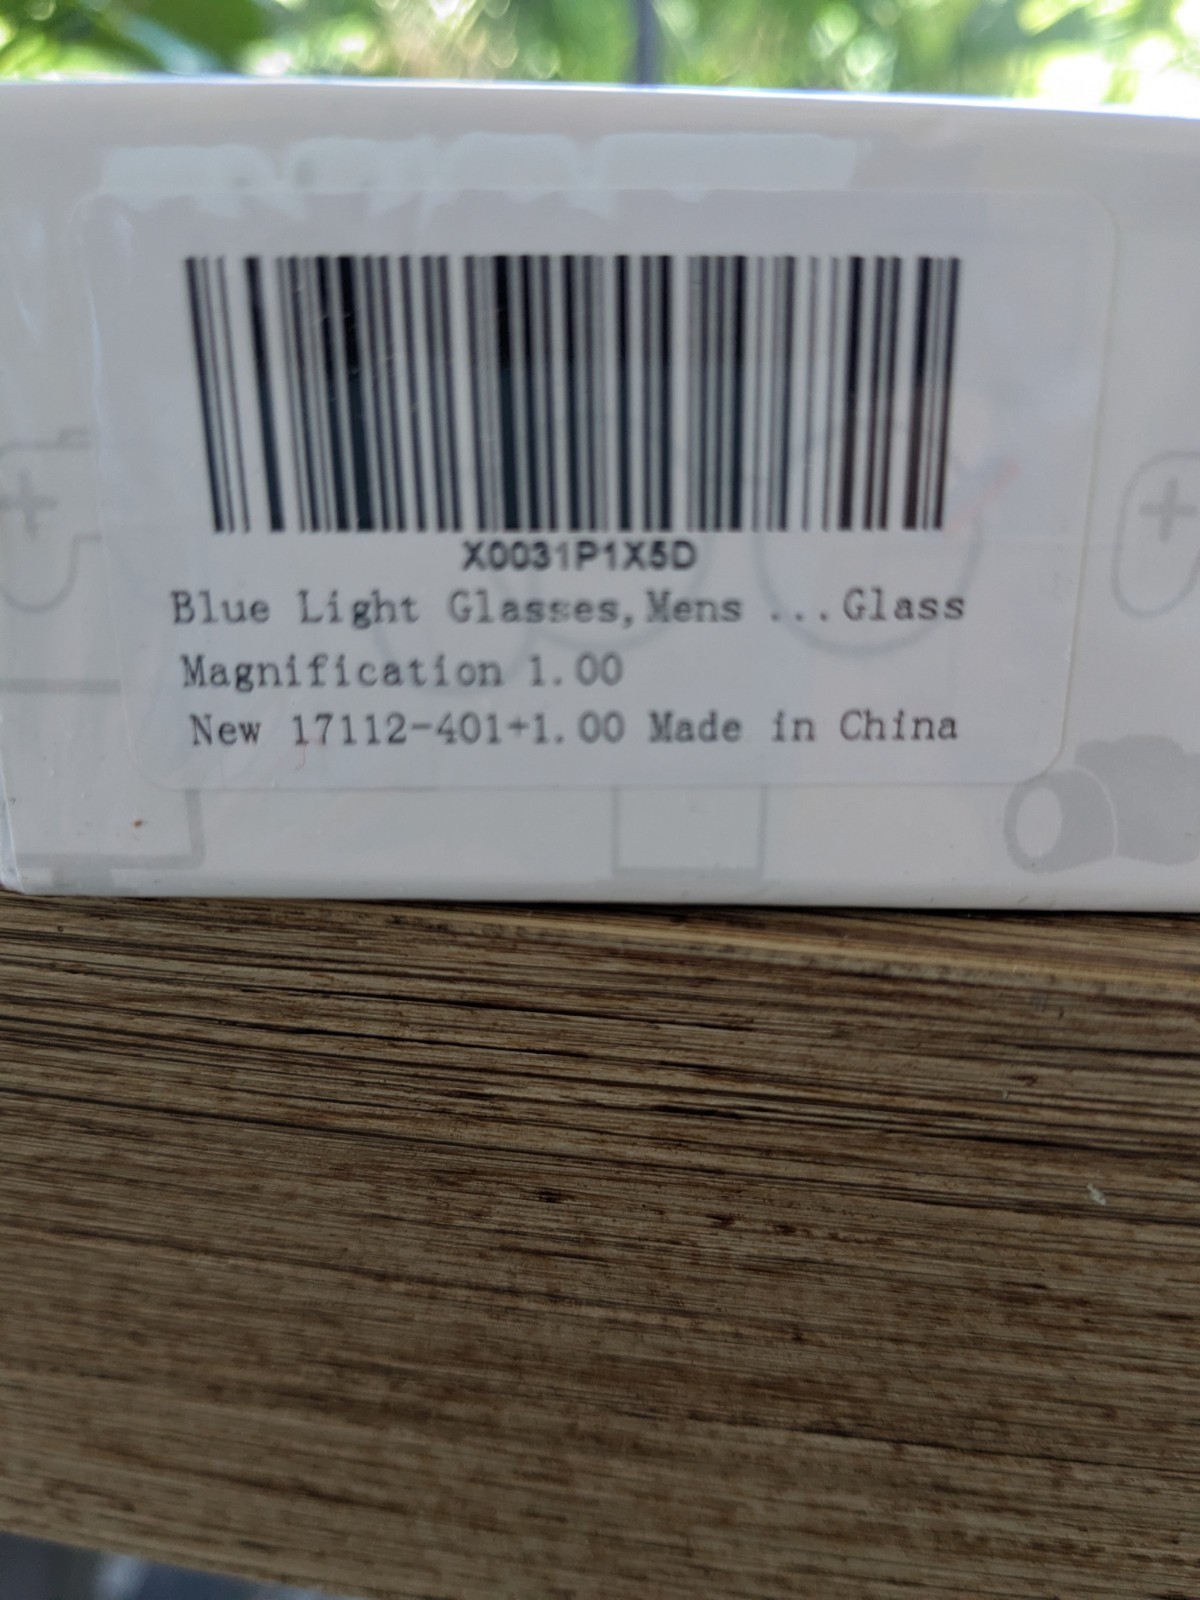 X0031P1X5D
Blue Light Glasses,Mens ...Glass
Magnification 1.00
New 17112-401+1.00 Made in China